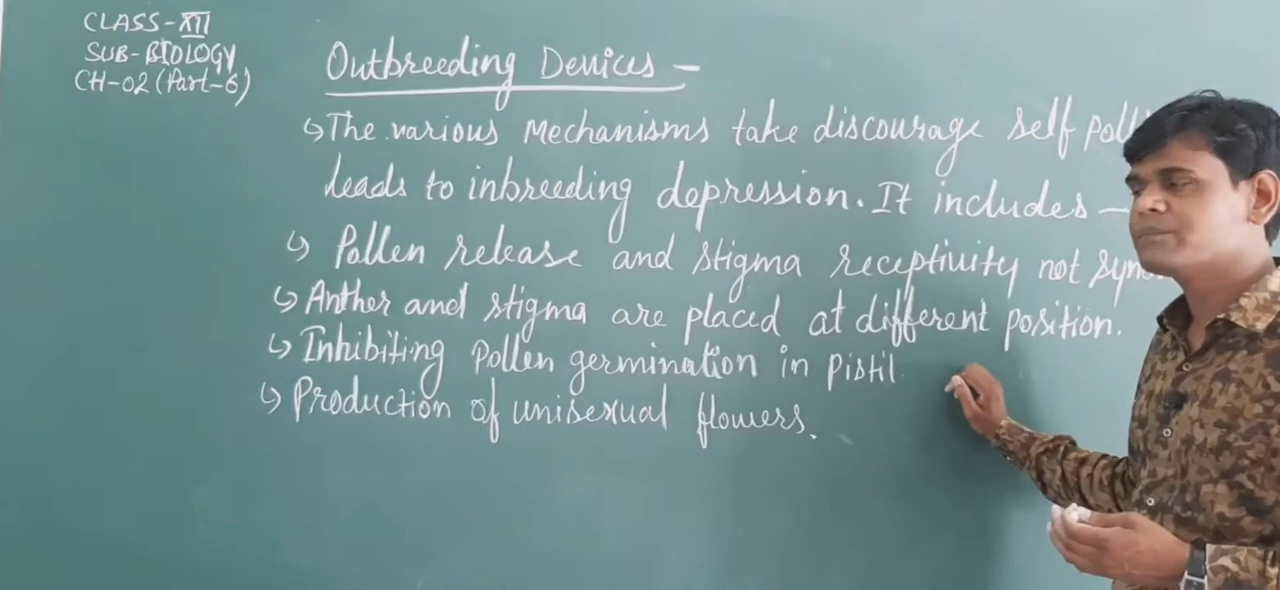 CLASS-XII
SUB-BIOLOGY
CH-02 (Part-6)
Outbreeding Devices -
↳ The various Mechanisms take discourage self
leads to inbreeding depression. It includes -
↳ Pollen release and stigma receptivity not
↳ Anther and stigma are placed at different position.
↳ Inhibiting Pollen germination in Pistil
↳ Production of unisexual flowers.